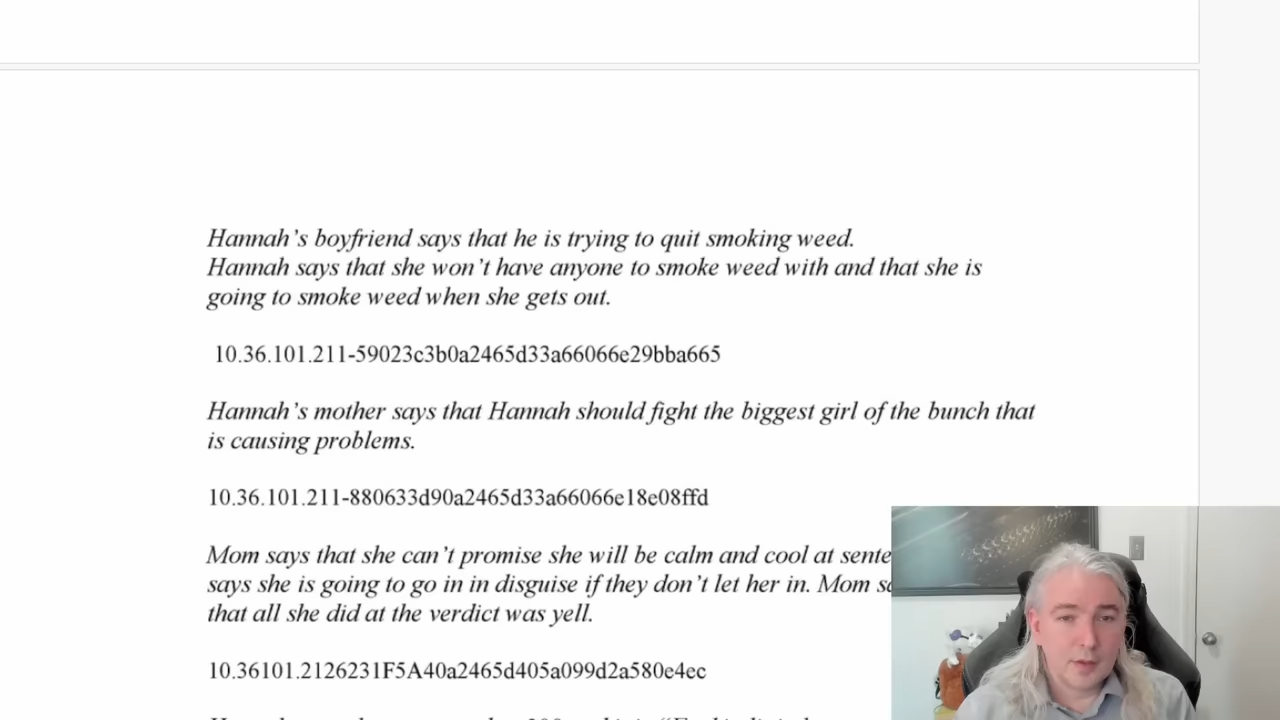 Hannah's boyfriend says that he is trying to quit smoking weed.
Hannah says that she won't have anyone to smoke weed with and that she is
going to smoke weed when she gets out.
10.36.101.211-59023c3b0a2465d33a66066e29bba665
Hannah's mother says that Hannah should fight the biggest girl of the bunch that
is causing problems.
10.36.101.211-880633d90a2465d33a66066e18e08ffd
Mom says that she can't promise she will be calm and cool at
says she is going to go in in disguise if they don't let her in. Mom
that all she did at the verdict was yell.
10.36101.2126231F5A40a2465d405a099d2a580e4ec